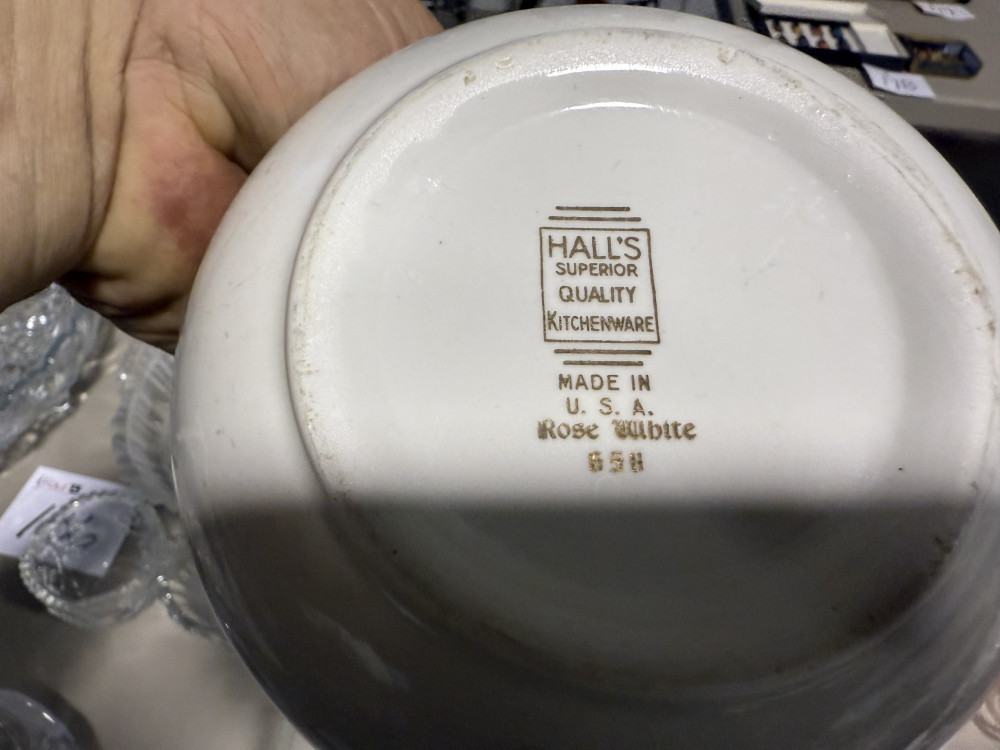 HALL'S
SUPERIOR
QUALITY
KITCHENWARE
MADE IN
U. S. A.
Rose White